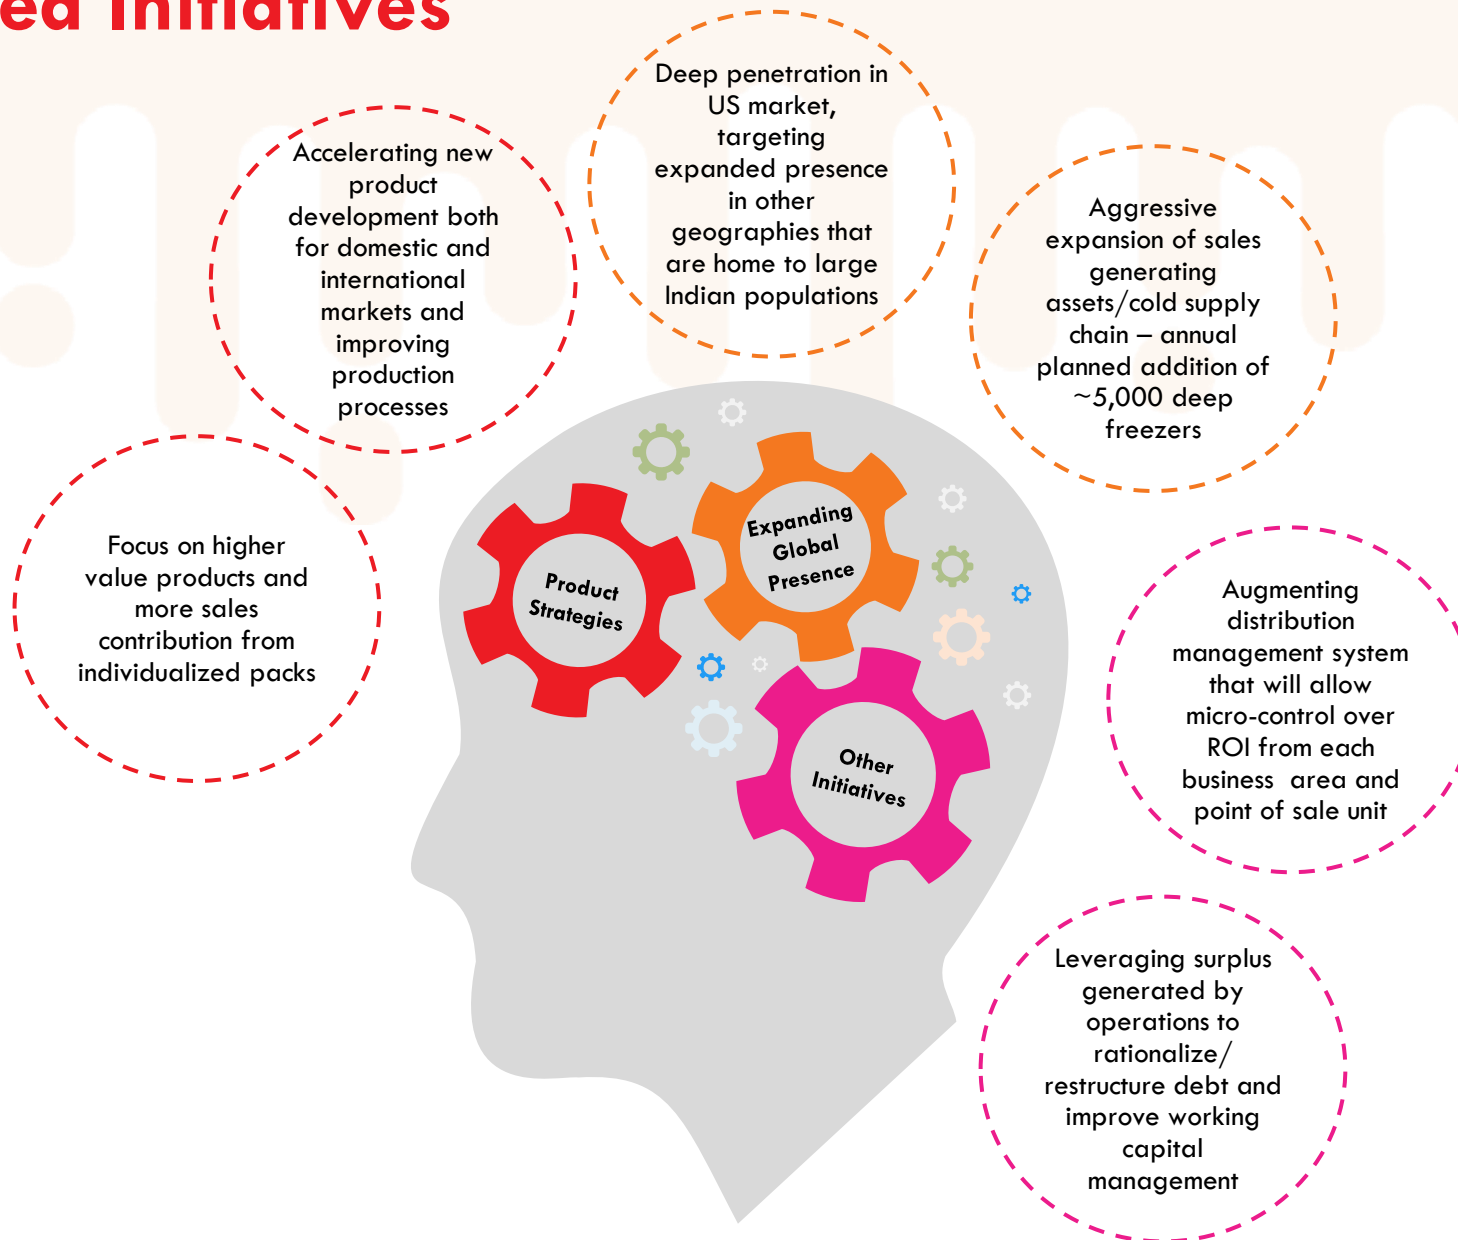 ed Initiatives
Deep penetration in
US market,
targeting
expanded presence
in other
geographies that
are home to large
Indian populations
Accelerating new
product
development both
for domestic and
international
markets and
improving
production
processes
Aggressive
expansion of sales
generating
assets/cold supply
chain – annual
planned addition of
~5,000 deep
freezers
Focus on higher
value products and
more sales
contribution from
individualized packs
Product
Strategies
Expanding
Global
Presence
Other
Initiatives
Augmenting
distribution
management system
that will allow
micro-control over
ROI from each
business  area and
point of sale unit
Leveraging surplus
generated by
operations to
rationalize/
restructure debt and
improve working
capital
management